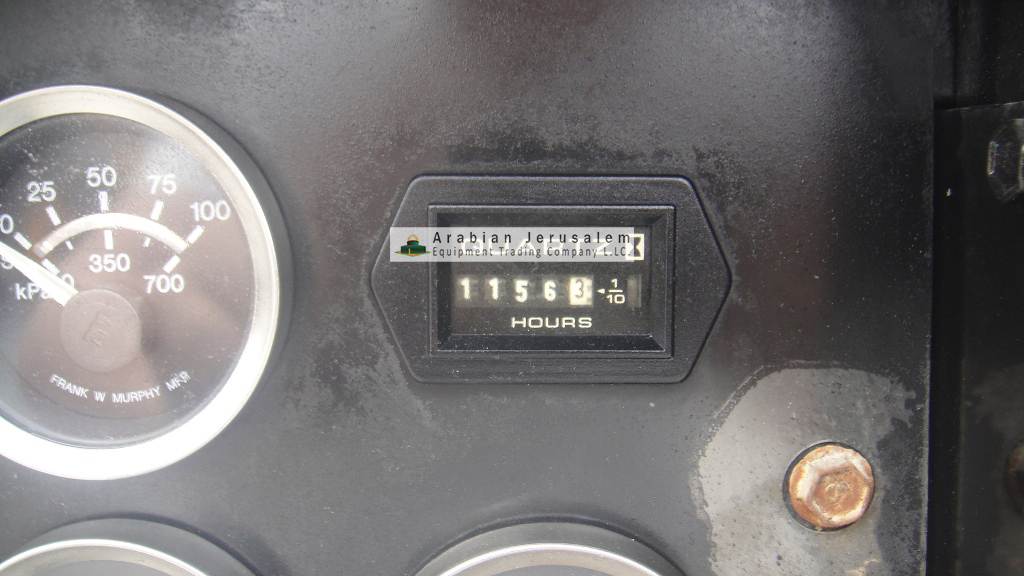 25 50 75 100
350 700
kPa
FRANK W MURPHY MFR
Arabian Jerusalem
Equipment Trading Company L.L.C.
11563 1/10
HOURS